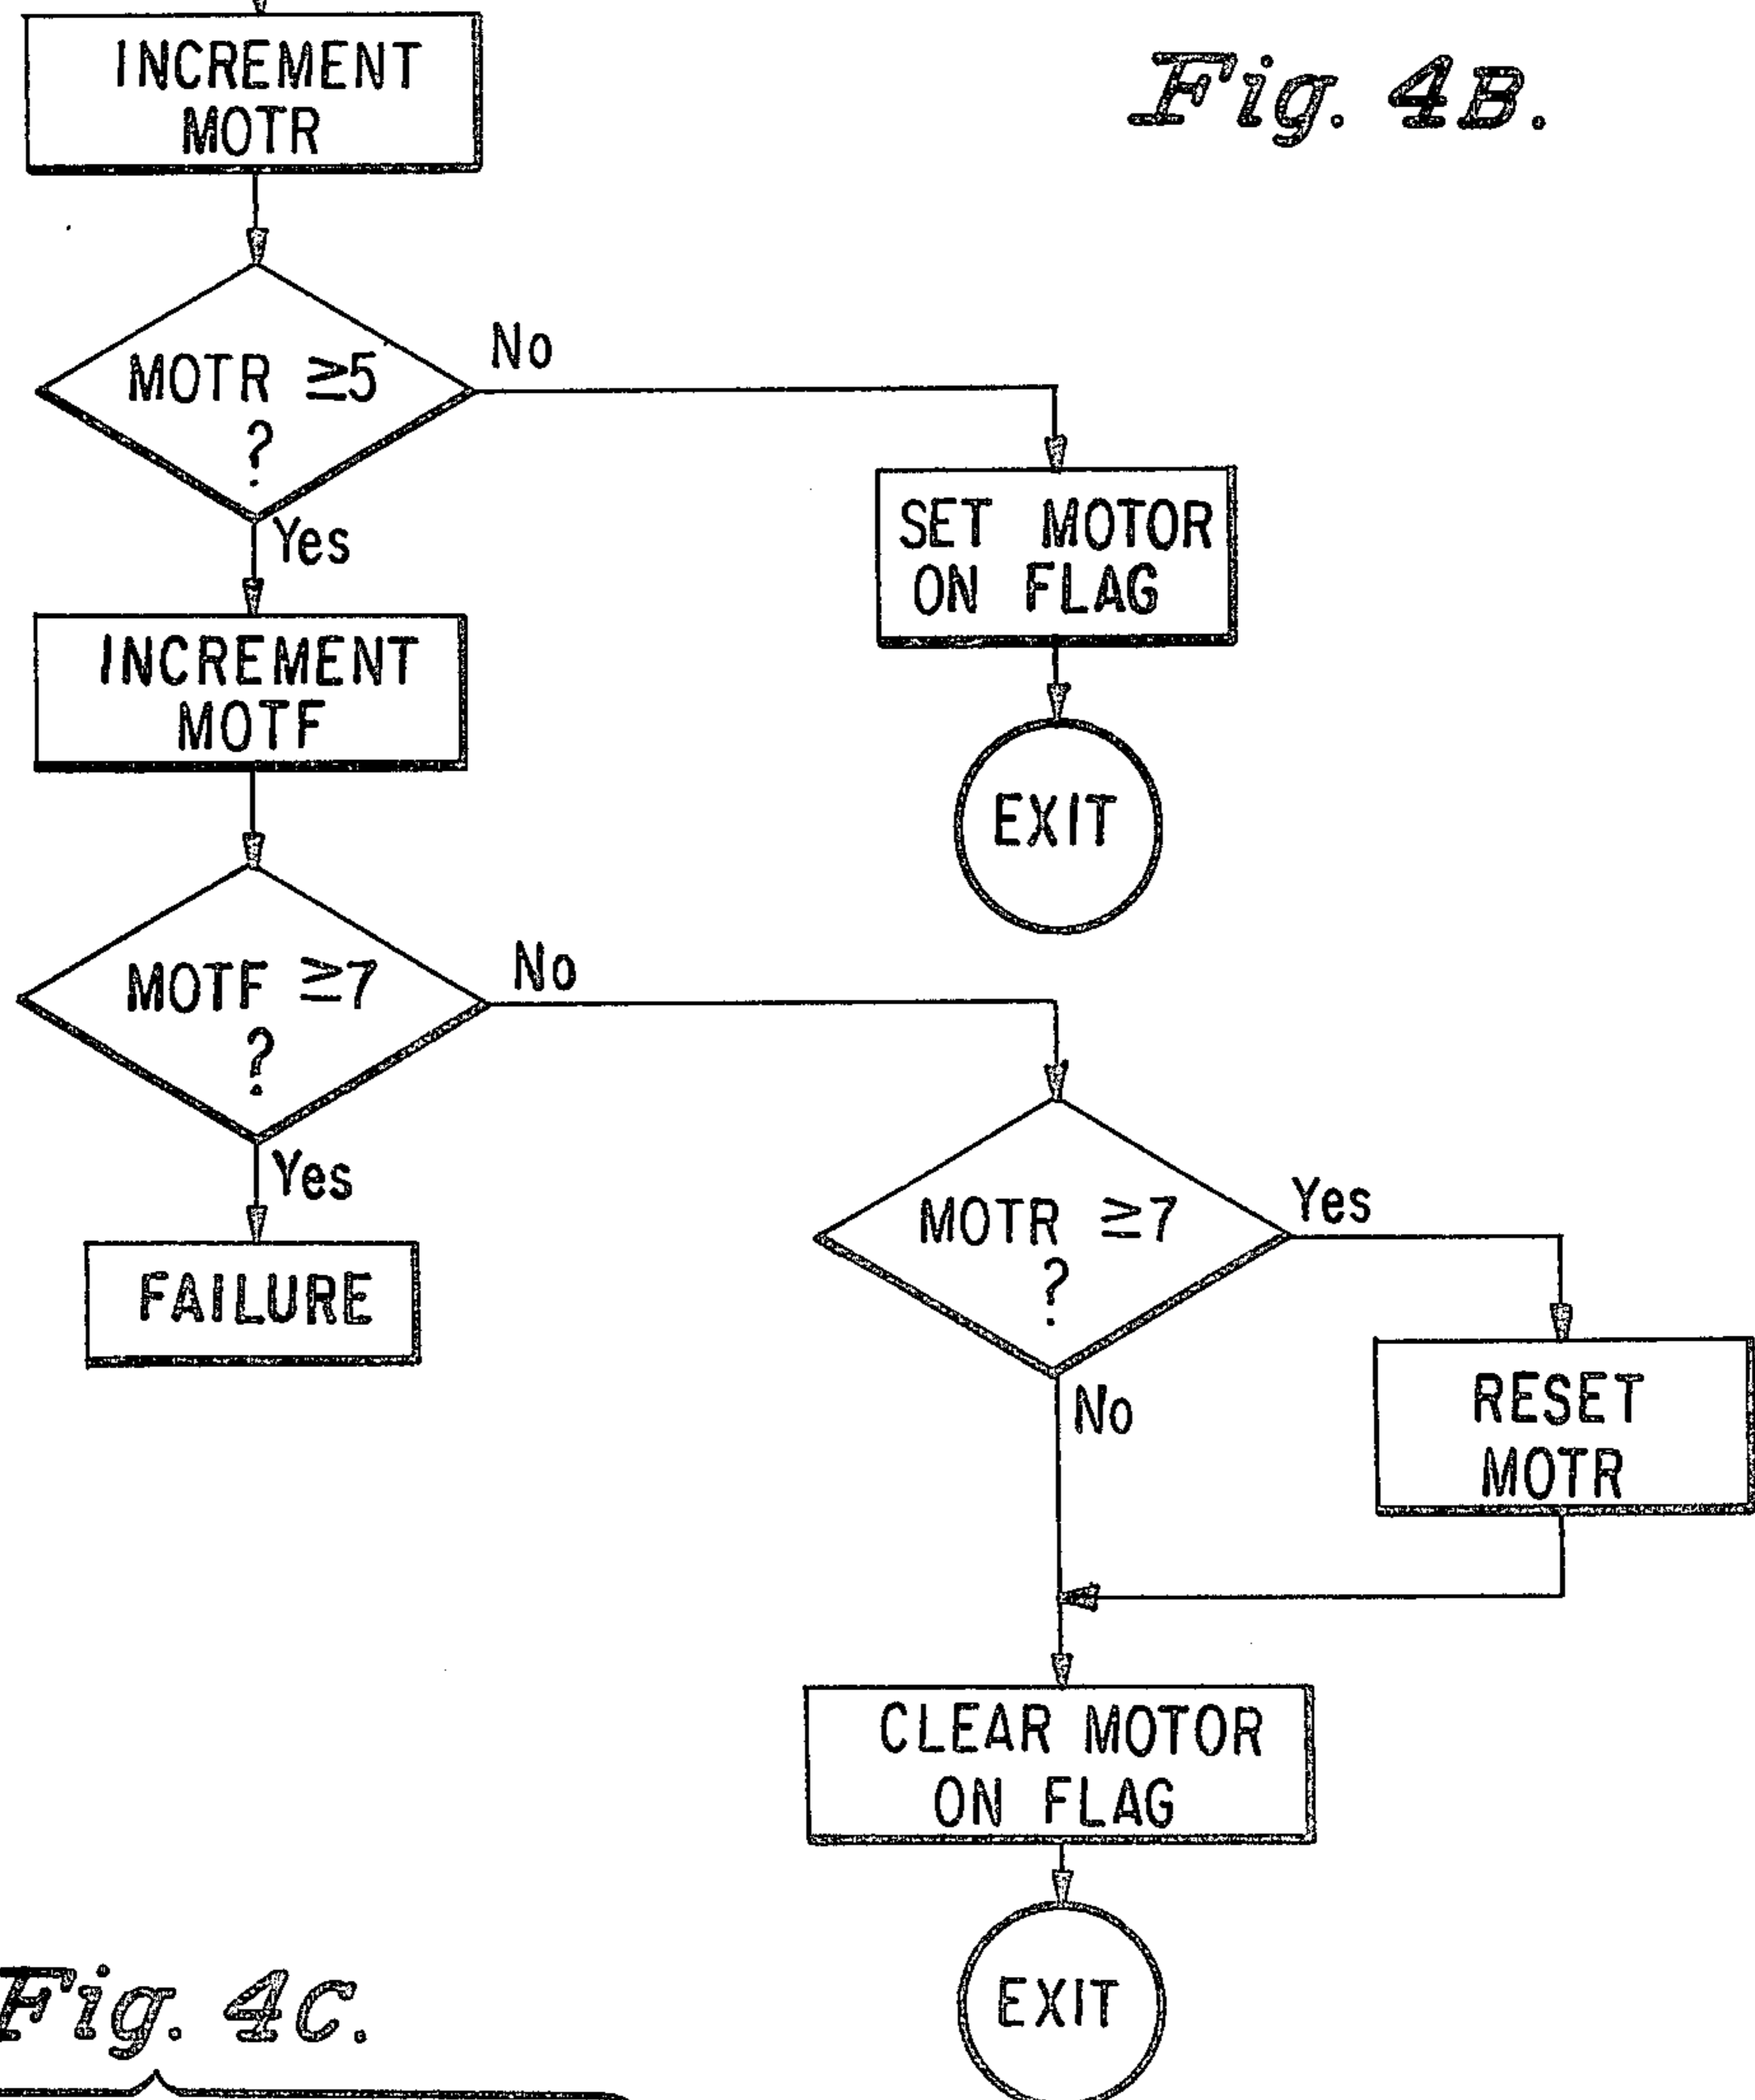 INCREMENT
MOTR
Fig. 4B.
MOTR ≥5
?
No
Yes
SET MOTOR
ON FLAG
INCREMENT
MOTF
EXIT
MOTF ≥7
?
No
Yes
FAILURE
MOTR ≥7
?
Yes
No
RESET
MOTR
CLEAR MOTOR
ON FLAG
EXIT
Fig. 4C.